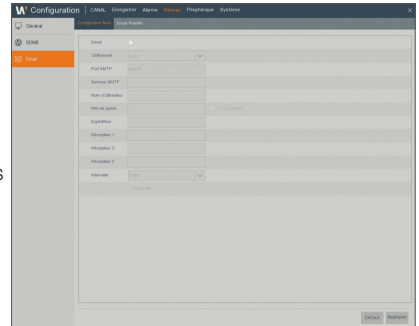 Configuration
CANAL Enregistrer Alarme Réseau Périphérique Système
Général
DDNS
Email
Configuration Mail Email Planifié
Email
Chiffrement
Port SMTP
Serveur SMTP
Nom d'utilisateur
Mot de passe
Expéditeur
Récepteur 1
Récepteur 2
Récepteur 3
Intervalle
Défaut Appliquer
S